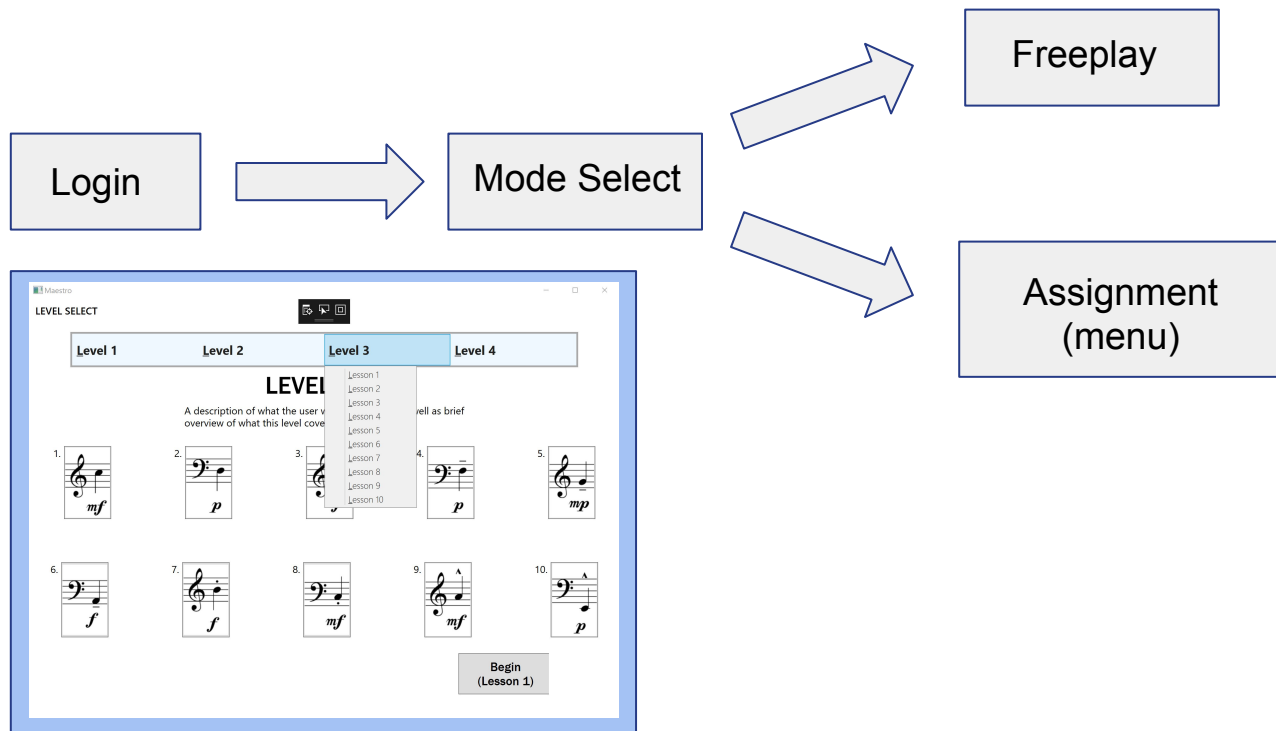 Freeplay
Login
Mode Select
Assignment
(menu)
Maestro
LEVEL SELECT
Level 1 Level 2 Level 3 Level 4
Lesson 1
Lesson 2
Lesson 3
Lesson 4
Lesson 5
Lesson 6
Lesson 7
Lesson 8
Lesson 9
Lesson 10
LEVEL
A description of what the user as brief
overview of what this level
1. 2. 3. 4. 5.
mf p p mp
6. 7. 8. 9. 10.
f f mf mf p
Begin
(Lesson 1)